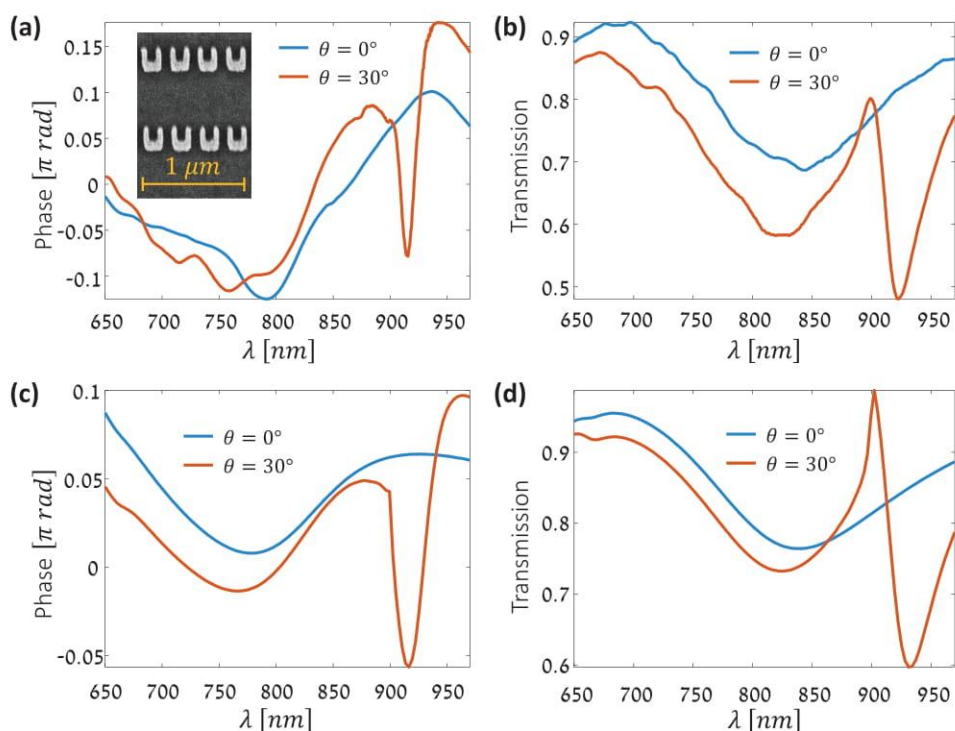 (a)
0.15
0.1
0.05
0
-0.05
-0.1
Phase [π rad]
1 μm
θ = 0°
θ = 30°
650 700 750 800 850 900 950
λ [nm]
(b)
0.9
0.8
0.7
0.6
0.5
Transmission
θ = 0°
θ = 30°
650 700 750 800 850 900 950
λ [nm]
(c)
0.1
0.05
0
-0.05
Phase [π rad]
θ = 0°
θ = 30°
650 700 750 800 850 900 950
λ [nm]
(d)
0.9
0.8
0.7
0.6
Transmission
θ = 0°
θ = 30°
650 700 750 800 850 900 950
λ [nm]